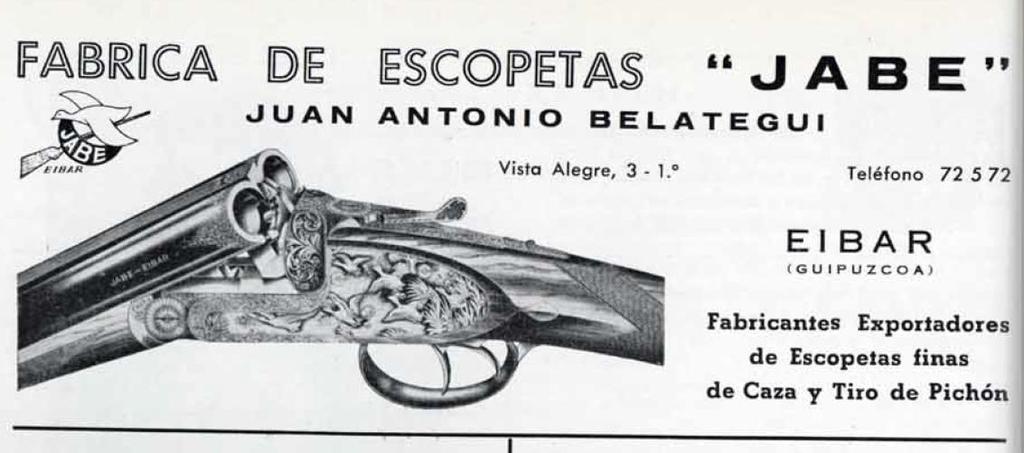 FABRICA DE ESCOPETAS "JABE"
JUAN ANTONIO BELATEGUI
JABE
EIBAR
Vista Alegre, 3 - 1.º
Teléfono 72 5 72
JABE-EIBAR
EIBAR
(GUIPUZCOA)
Fabricantes Exportadores
de Escopetas finas
de Caza y Tiro de Pichón